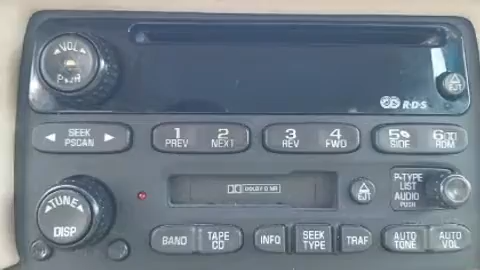 VOL
PWR
RDS
EJT
SEEK
PSCAN
1 PREV
2 NEXT
3 REV
4 FWD
5 SIDE
6 RDM
TUNE
DISP
DOLBY B NR
EJT
P-TYPE
LIST
AUDIO
PUSH
BAND
TAPE
CD
INFO
SEEK
TYPE
TRAF
AUTO
TONE
AUTO
VOL